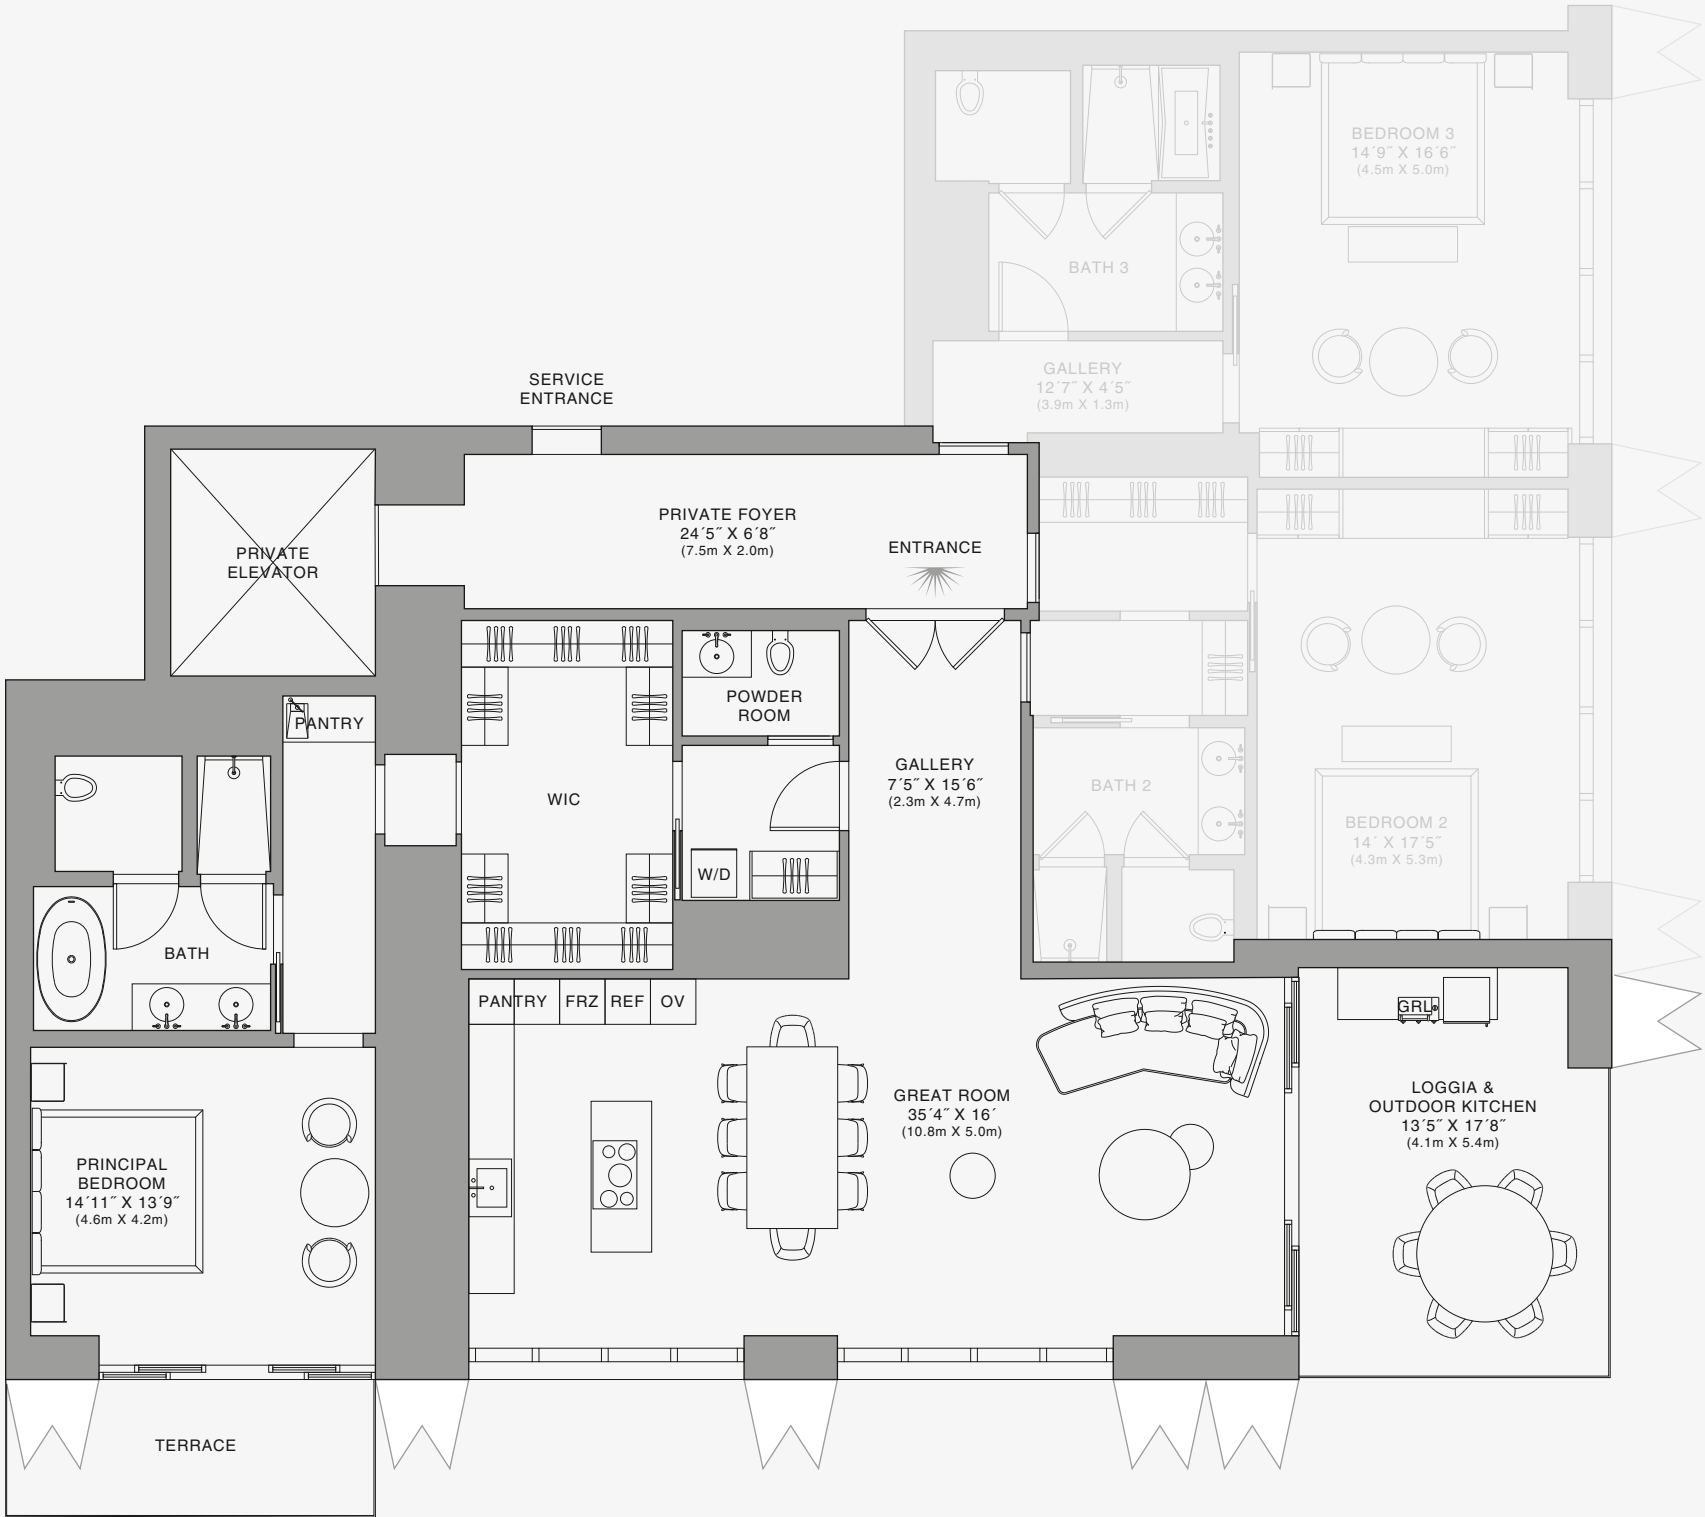 BEDROOM 3
14´9˝ X 16´6˝
(4.5m X 5.0m)
BATH 3
GALLERY
12´7˝ X 4´5˝
(3.9m X 1.3m)
SERVICE
ENTRANCE
PRIVATE FOYER
24´5˝ X 6´8˝
(7.5m X 2.0m)
ENTRANCE
PRIVATE
ELEVATOR
PANTRY
POWDER
ROOM
WIC
GALLERY
7´5˝ X 15´6˝
(2.3m X 4.7m)
BATH 2
BEDROOM 2
14´ X 17´5˝
(4.3m X 5.3m)
W/D
BATH
PANTRY
FRZ
REF
OV
GRL
GREAT ROOM
35´4˝ X 16´
(10.8m X 5.0m)
LOGGIA &
OUTDOOR KITCHEN
13´5˝ X 17´8˝
(4.1m X 5.4m)
PRINCIPAL
BEDROOM
14´11˝ X 13´9˝
(4.6m X 4.2m)
TERRACE